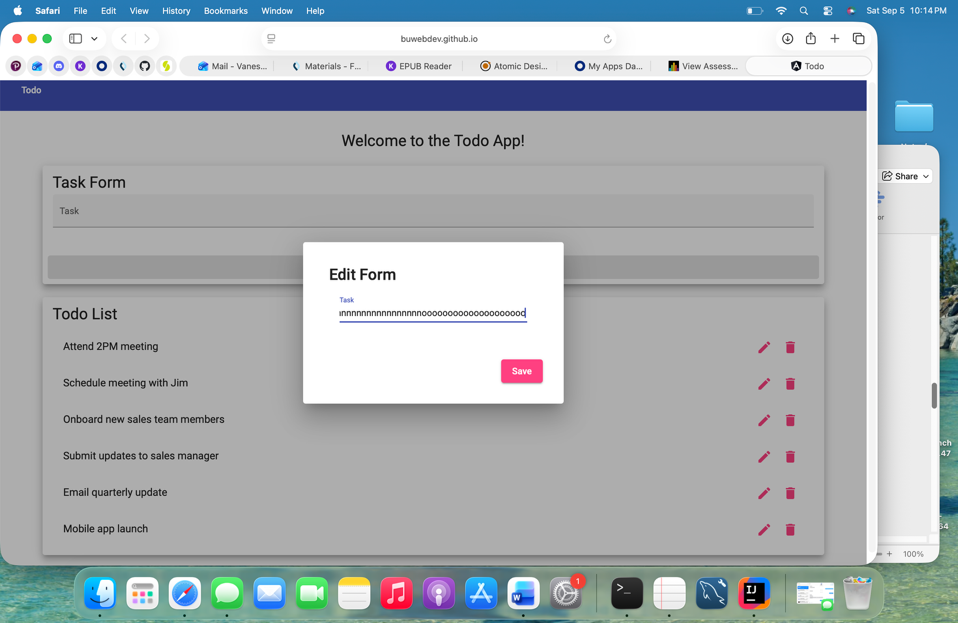 Safari File Edit View History Bookmarks Window Help Sat Sep 5 10:14 PM
buwebdev.github.io
Mail - Vanes... Materials - F... EPUB Reader Atomic Desi... My Apps Da... View Assess... Todo
Todo
Welcome to the Todo App!
Task Form
Task
Edit Form
Task
Save
Todo List
Attend 2PM meeting
Schedule meeting with Jim
Onboard new sales team members
Submit updates to sales manager
Email quarterly update
Mobile app launch
Share
100%
1